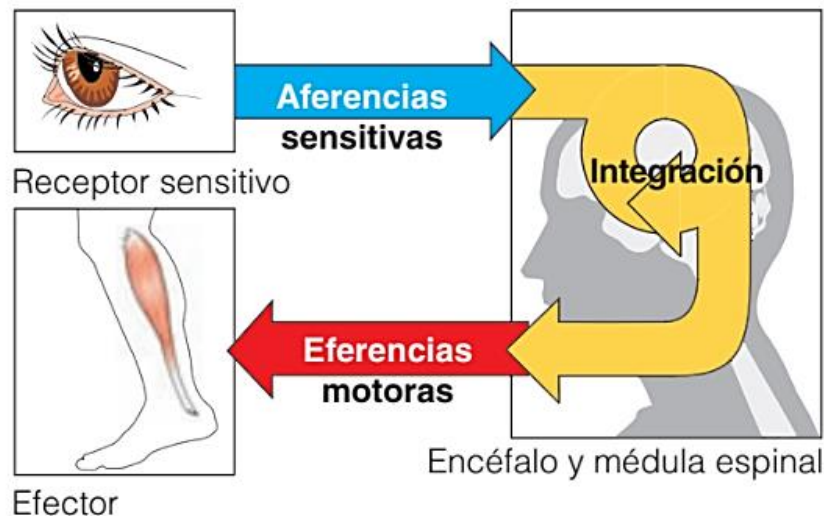 Aferencias
sensitivas
Receptor sensitivo
Integración
Eferencias
motoras
Encéfalo y médula espinal
Efector